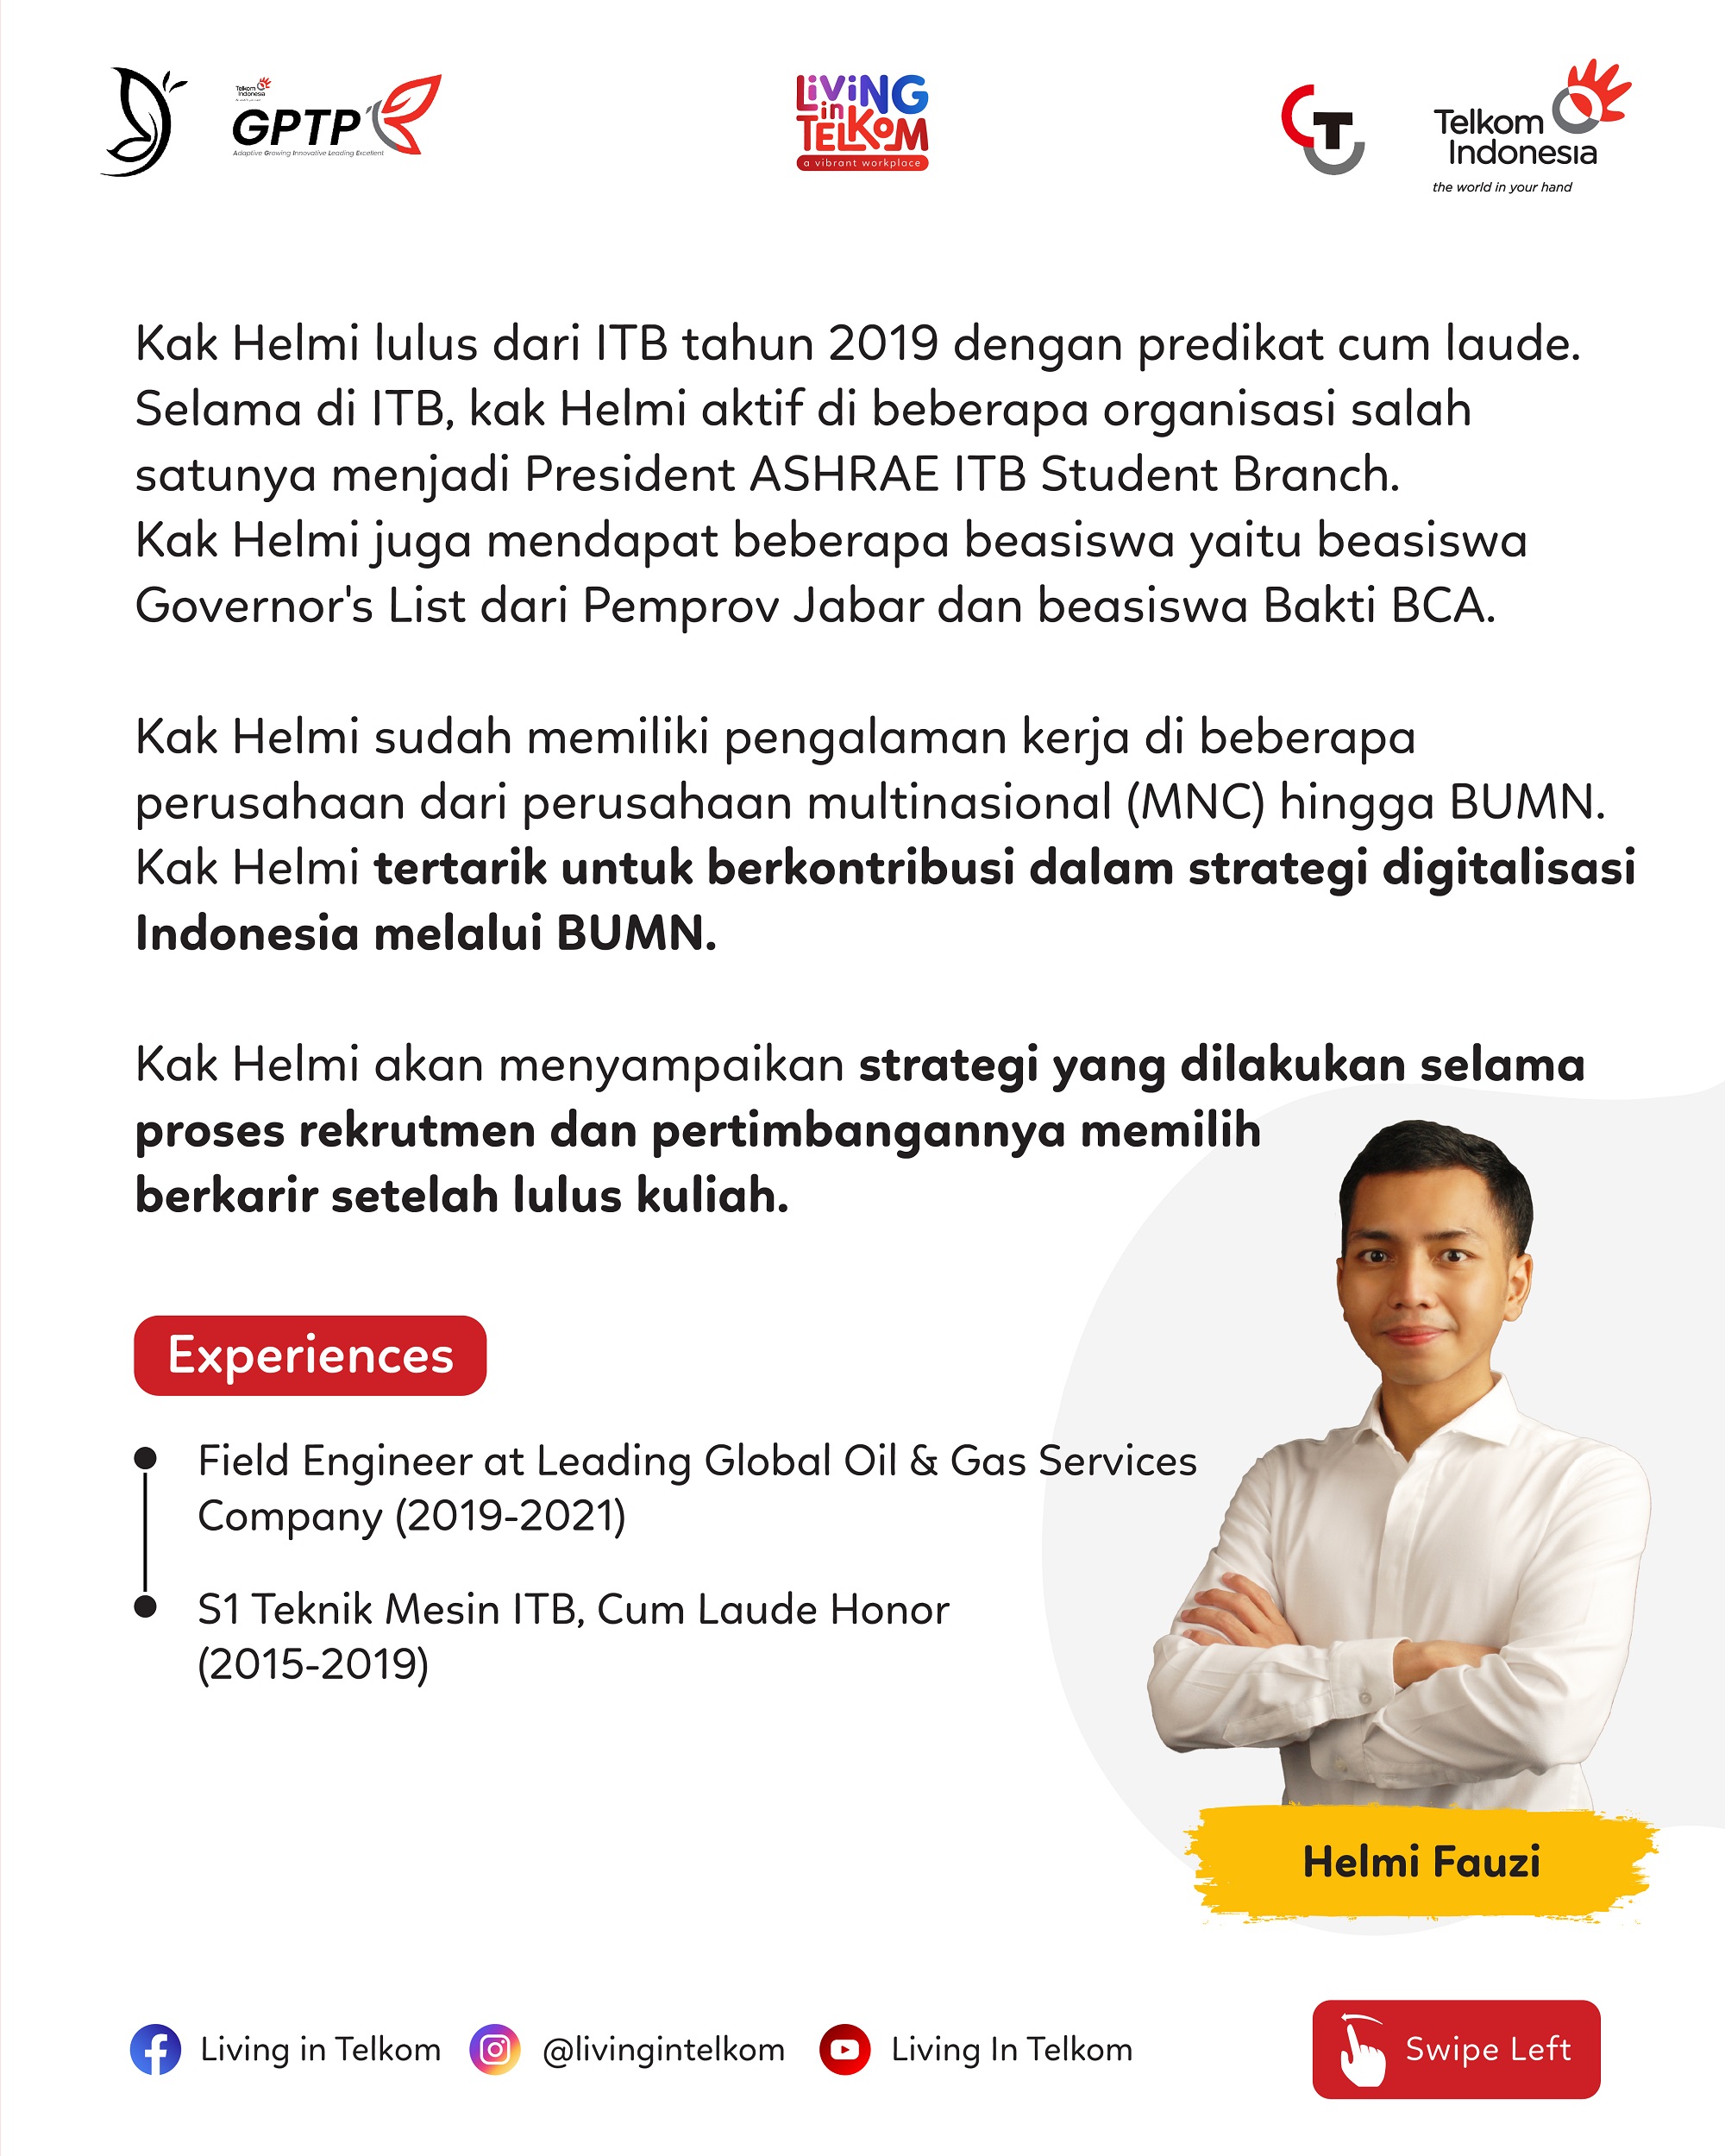 Telkom
Indonesia
GPTP
Adaptive Growing Innovative Leading Excellent
LiViNG
in
TELKOM
a vibrant workplace
CT
Telkom
Indonesia
the world in your hand
Kak Helmi lulus dari ITB tahun 2019 dengan predikat cum laude.
Selama di ITB, kak Helmi aktif di beberapa organisasi salah
satunya menjadi President ASHRAE ITB Student Branch.
Kak Helmi juga mendapat beberapa beasiswa yaitu beasiswa
Governor's List dari Pemprov Jabar dan beasiswa Bakti BCA.
Kak Helmi sudah memiliki pengalaman kerja di beberapa
perusahaan dari perusahaan multinasional (MNC) hingga BUMN.
Kak Helmi tertarik untuk berkontribusi dalam strategi digitalisasi
Indonesia melalui BUMN.
Kak Helmi akan menyampaikan strategi yang dilakukan selama
proses rekrutmen dan pertimbangannya memilih
berkarir setelah lulus kuliah.
Experiences
Field Engineer at Leading Global Oil & Gas Services
Company (2019-2021)
S1 Teknik Mesin ITB, Cum Laude Honor
(2015-2019)
Helmi Fauzi
Living in Telkom
@livingintelkom
Living In Telkom
Swipe Left